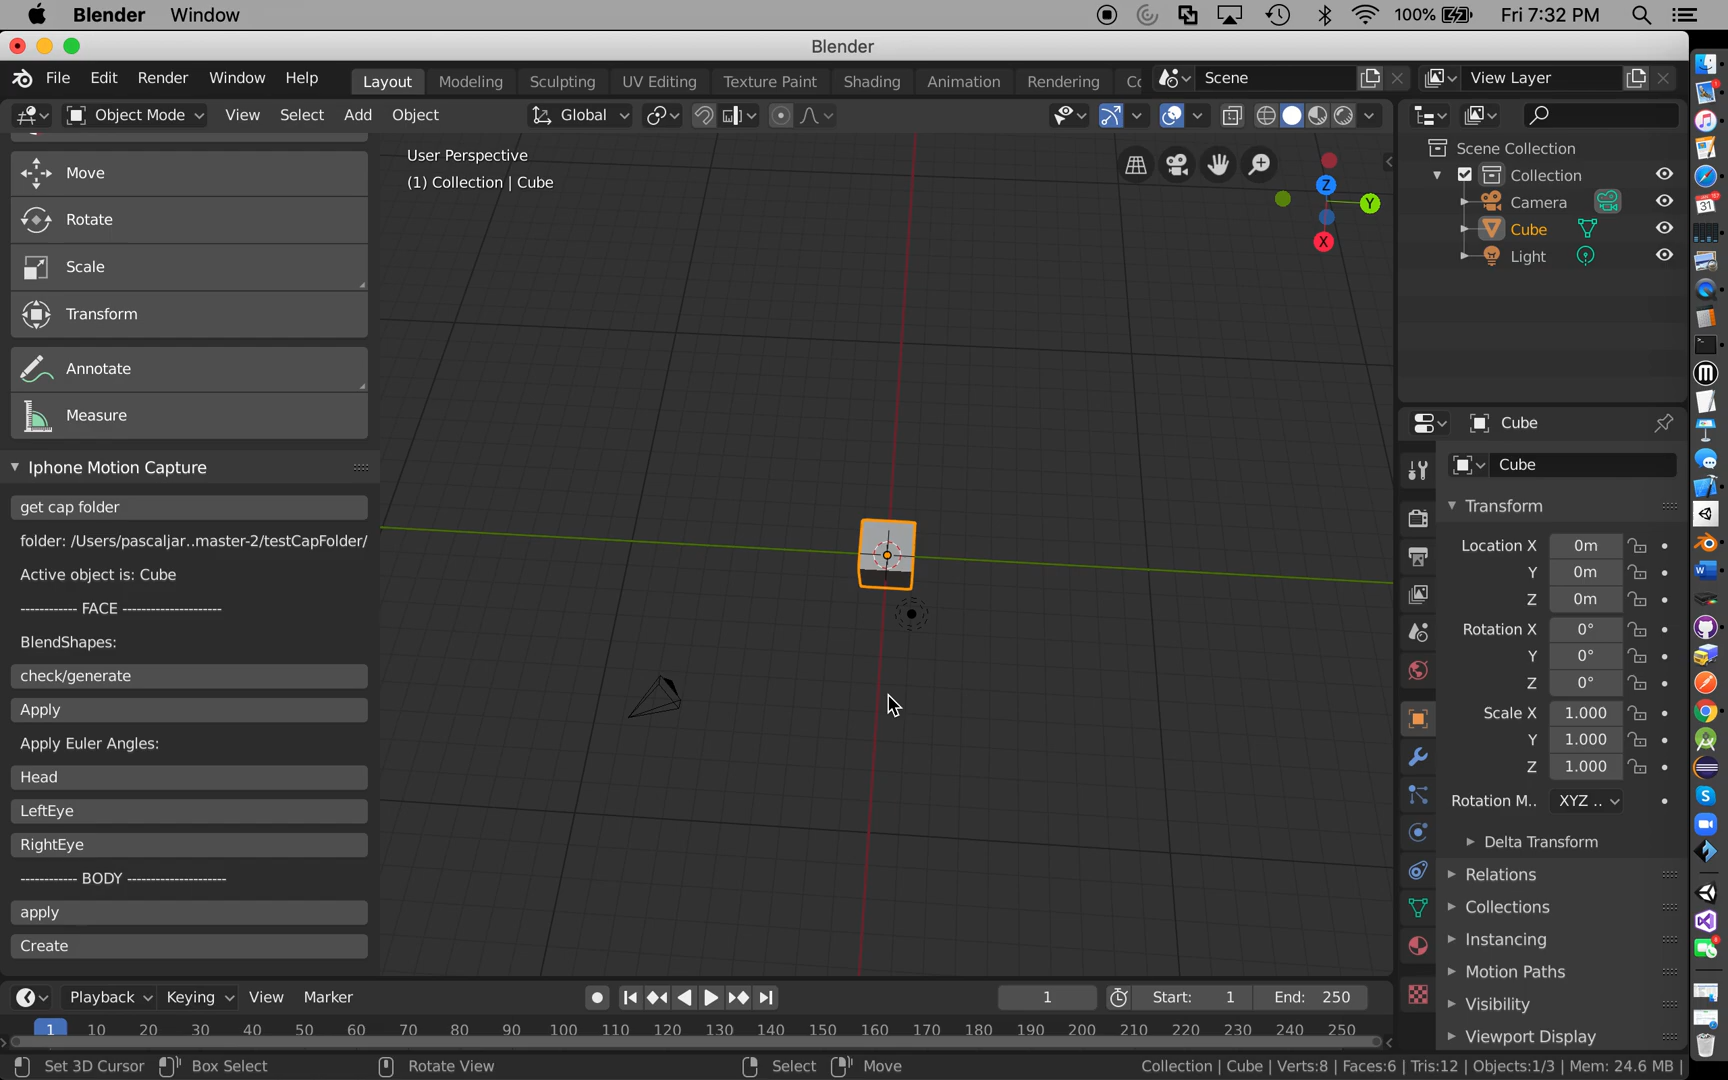 Blender Window 100% Fri 7:32 PM
Blender
File Edit Render Window Help Layout Modeling Sculpting UV Editing Texture Paint Shading Animation Rendering Cc Scene View Layer
Object Mode View Select Add Object Global
User Perspective
(1) Collection | Cube
Move
Rotate
Scale
Transform
Annotate
Measure
Iphone Motion Capture
get cap folder
folder: /Users/pascaljar..master-2/testCapFolder/
Active object is: Cube
------------ FACE ---------------------
BlendShapes:
check/generate
Apply
Apply Euler Angles:
Head
LeftEye
RightEye
------------ BODY ---------------------
apply
Create
Z
Y
X
Scene Collection
Collection
Camera
Cube
Light
Cube
Cube
Transform
Location X 0m
Y 0m
Z 0m
Rotation X 0°
Y 0°
Z 0°
Scale X 1.000
Y 1.000
Z 1.000
Rotation M.. XYZ ..
Delta Transform
Relations
Collections
Instancing
Motion Paths
Visibility
Viewport Display
Playback Keying View Marker 1 Start: 1 End: 250
1 10 20 30 40 50 60 70 80 90 100 110 120 130 140 150 160 170 180 190 200 210 220 230 240 250
Set 3D Cursor Box Select Rotate View Select Move Collection | Cube | Verts:8 | Faces:6 | Tris:12 | Objects:1/3 | Mem: 24.6 MB |